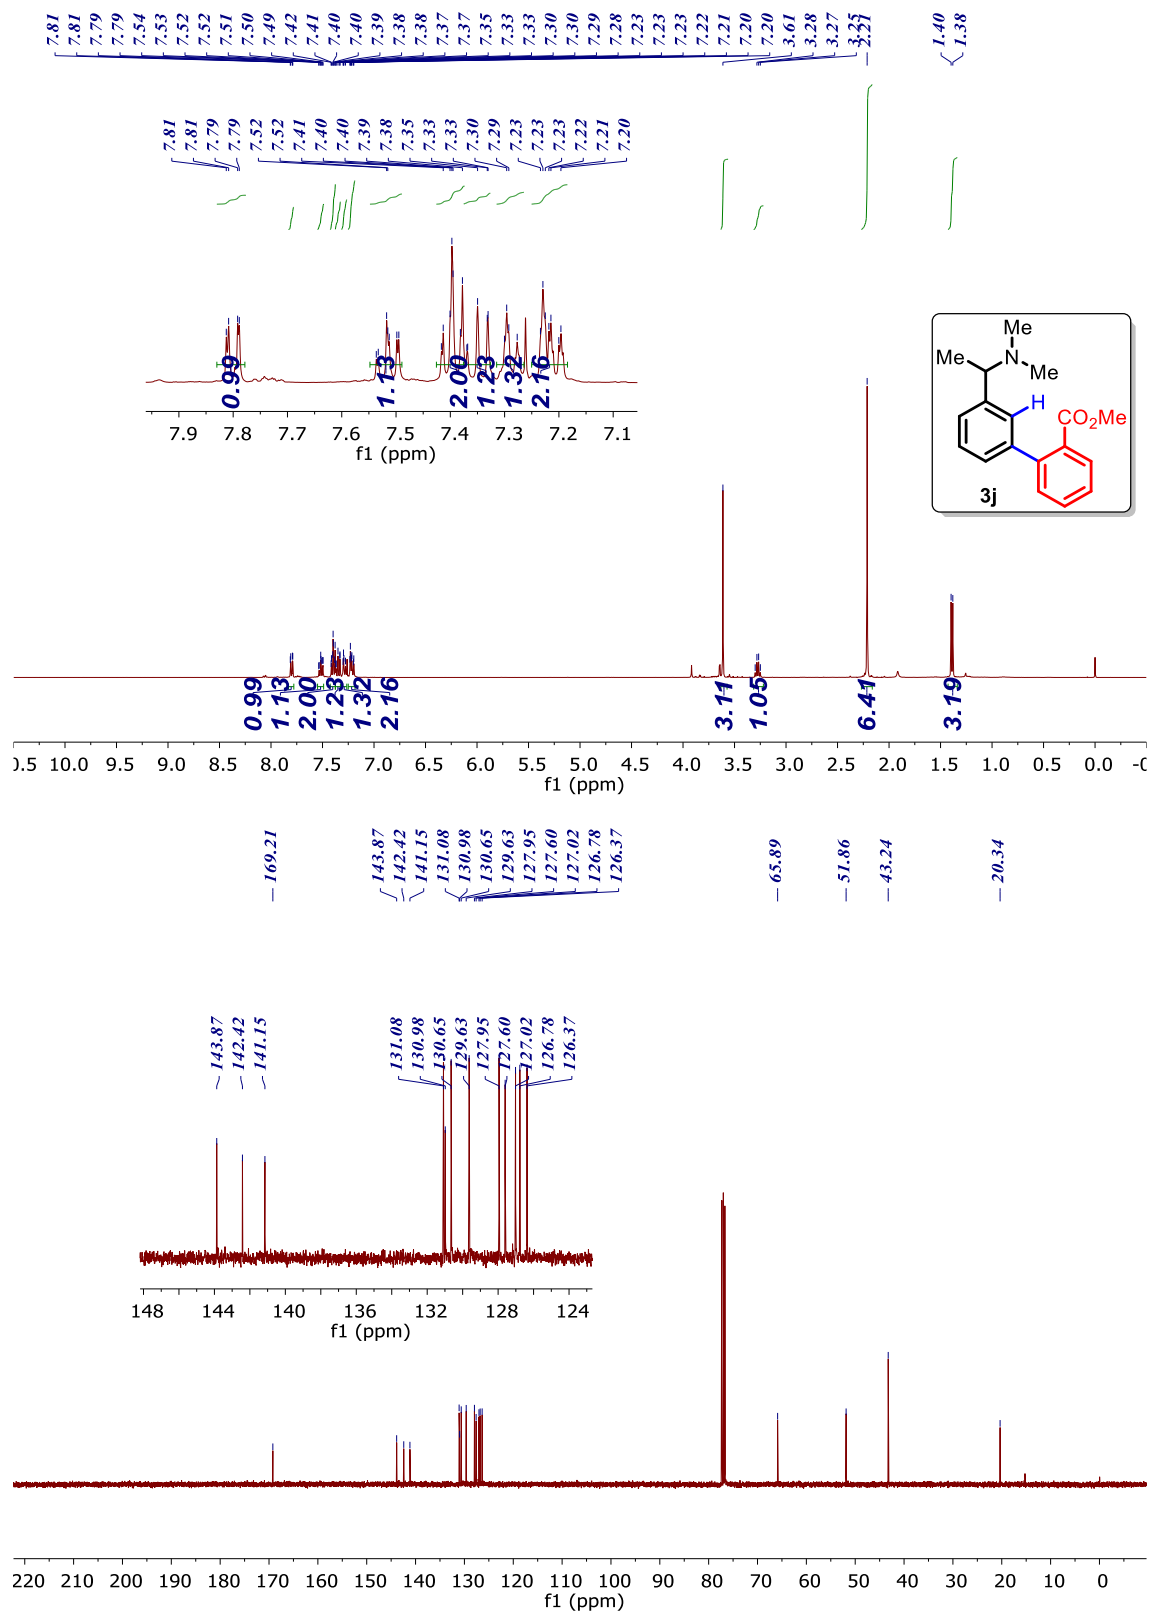 7.81 7.81 7.79 7.79 7.54 7.53 7.52 7.52 7.51 7.50 7.49 7.42 7.41 7.40 7.40 7.39 7.38 7.38 7.37 7.37 7.35 7.33 7.33 7.30 7.30 7.29 7.28 7.23 7.23 7.23 7.22 7.21 7.20 7.20 3.61 3.28 3.27 3.25 2.21 1.40 1.38
7.81 7.81 7.79 7.79 7.52 7.52 7.41 7.40 7.40 7.39 7.38 7.35 7.33 7.33 7.30 7.29 7.23 7.23 7.23 7.22 7.21 7.20
0.99 1.13 2.00 1.23 1.32 2.16
7.9 7.8 7.7 7.6 7.5 7.4 7.3 7.2 7.1
f1 (ppm)
Me
Me N
Me
H
CO2Me
3j
0.99 1.13 2.00 1.23 1.32 2.16 3.11 1.05 6.41 3.19
0.5 10.0 9.5 9.0 8.5 8.0 7.5 7.0 6.5 6.0 5.5 5.0 4.5 4.0 3.5 3.0 2.5 2.0 1.5 1.0 0.5 0.0 -0
f1 (ppm)
169.21 143.87 142.42 141.15 131.08 130.98 130.65 129.63 127.95 127.60 127.02 126.78 126.37 65.89 51.86 43.24 20.34
143.87 142.42 141.15 131.08 130.98 130.65 129.63 127.95 127.60 127.02 126.78 126.37
148 144 140 136 132 128 124
f1 (ppm)
220 210 200 190 180 170 160 150 140 130 120 110 100 90 80 70 60 50 40 30 20 10 0
f1 (ppm)